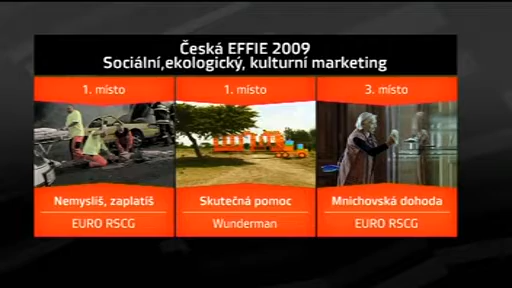 Česká EFFIE 2009
Sociální,ekologický, kulturní marketing
1. místo
1. místo
3. místo
Nemyslíš, zaplatíš
Skutečná pomoc
Mnichovská dohoda
EURO RSCG
Wunderman
EURO RSCG